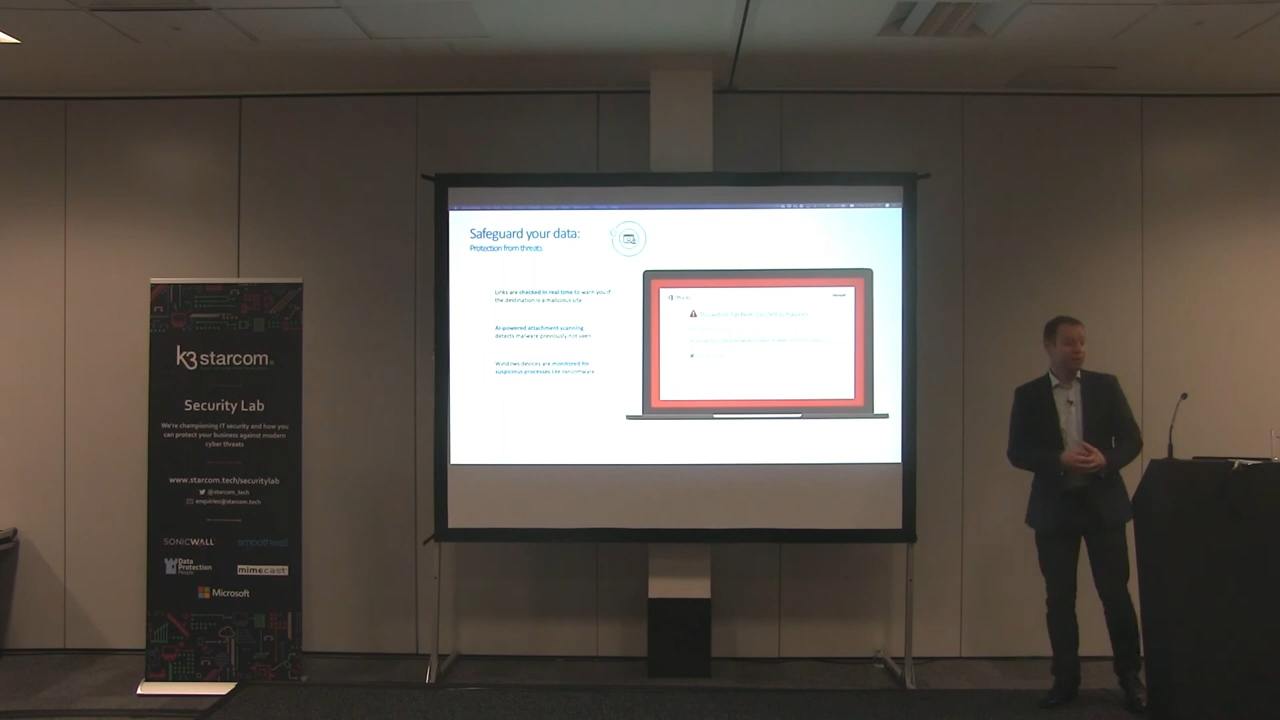 Safeguard your data:
Protection from threats
Links are checked in real time to warn you if
the destination is a malicious site
AI-powered attachment scanning
detects malware previously not seen
Windows devices are monitored for
suspicious processes like ransomware
Microsoft
k3starcom
Security Lab
We're championing IT security and how you
can protect your business against modern
cyber threats
www.starcom.tech/securitylab
@starcom_tech
enquiries@starcom.tech
SONICWALL smoothwall
Data
Protection
People
mimecast
Microsoft